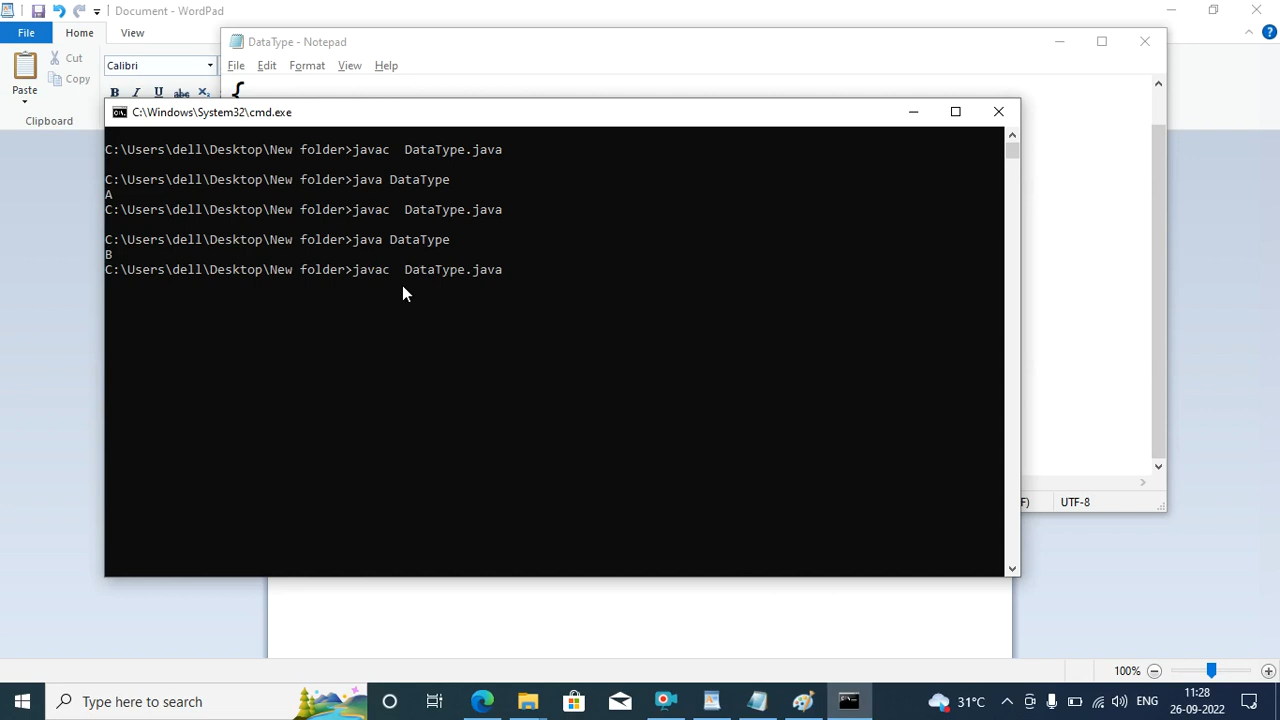 Document - WordPad
File Home View
Cut
Calibri
Copy
Paste
B I U abc X₂
Clipboard
DataType - Notepad
File Edit Format View Help
{
C:\Windows\System32\cmd.exe
C:\Users\dell\Desktop\New folder>javac  DataType.java
C:\Users\dell\Desktop\New folder>java DataType
A
C:\Users\dell\Desktop\New folder>javac  DataType.java
C:\Users\dell\Desktop\New folder>java DataType
B
C:\Users\dell\Desktop\New folder>javac  DataType.java
F) UTF-8
100%
Type here to search
31°C
ENG
11:28
26-09-2022